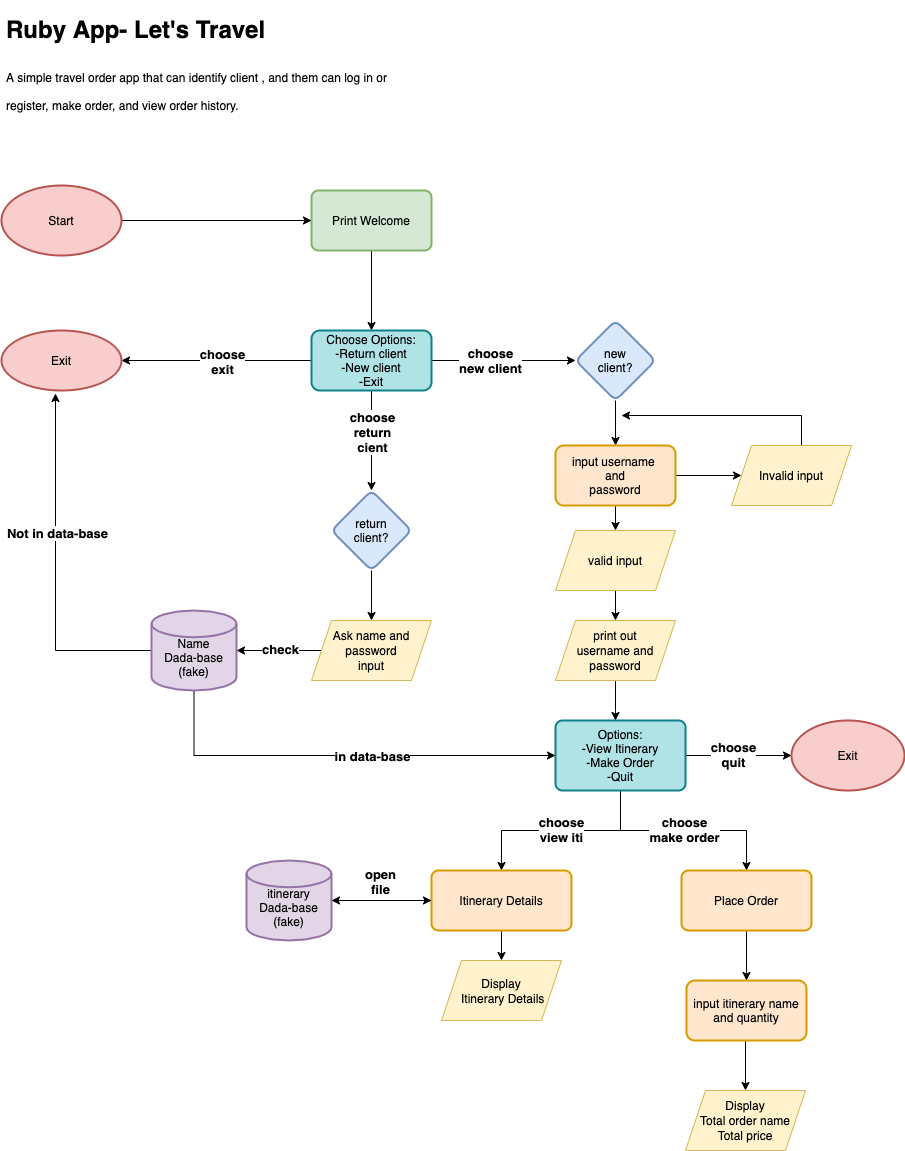 Ruby App- Let's Travel
A simple travel order app that can identify client , and them can log in or
register, make order, and view order history.
Start
Print Welcome
Exit
choose
exit
Choose Options:
-Return client
-New client
-Exit
choose
new client
new
client?
choose
return
cient
input username
and
password
Invalid input
return
client?
Not in data-base
valid input
Name
Dada-base
(fake)
check
Ask name and
password
input
print out
username and
password
in data-base
Options:
-View Itinerary
-Make Order
-Quit
choose
quit
Exit
choose
view iti
choose
make order
itinerary
Dada-base
(fake)
open
file
Itinerary Details
Place Order
Display
Itinerary Details
input itinerary name
and quantity
Display
Total order name
Total price